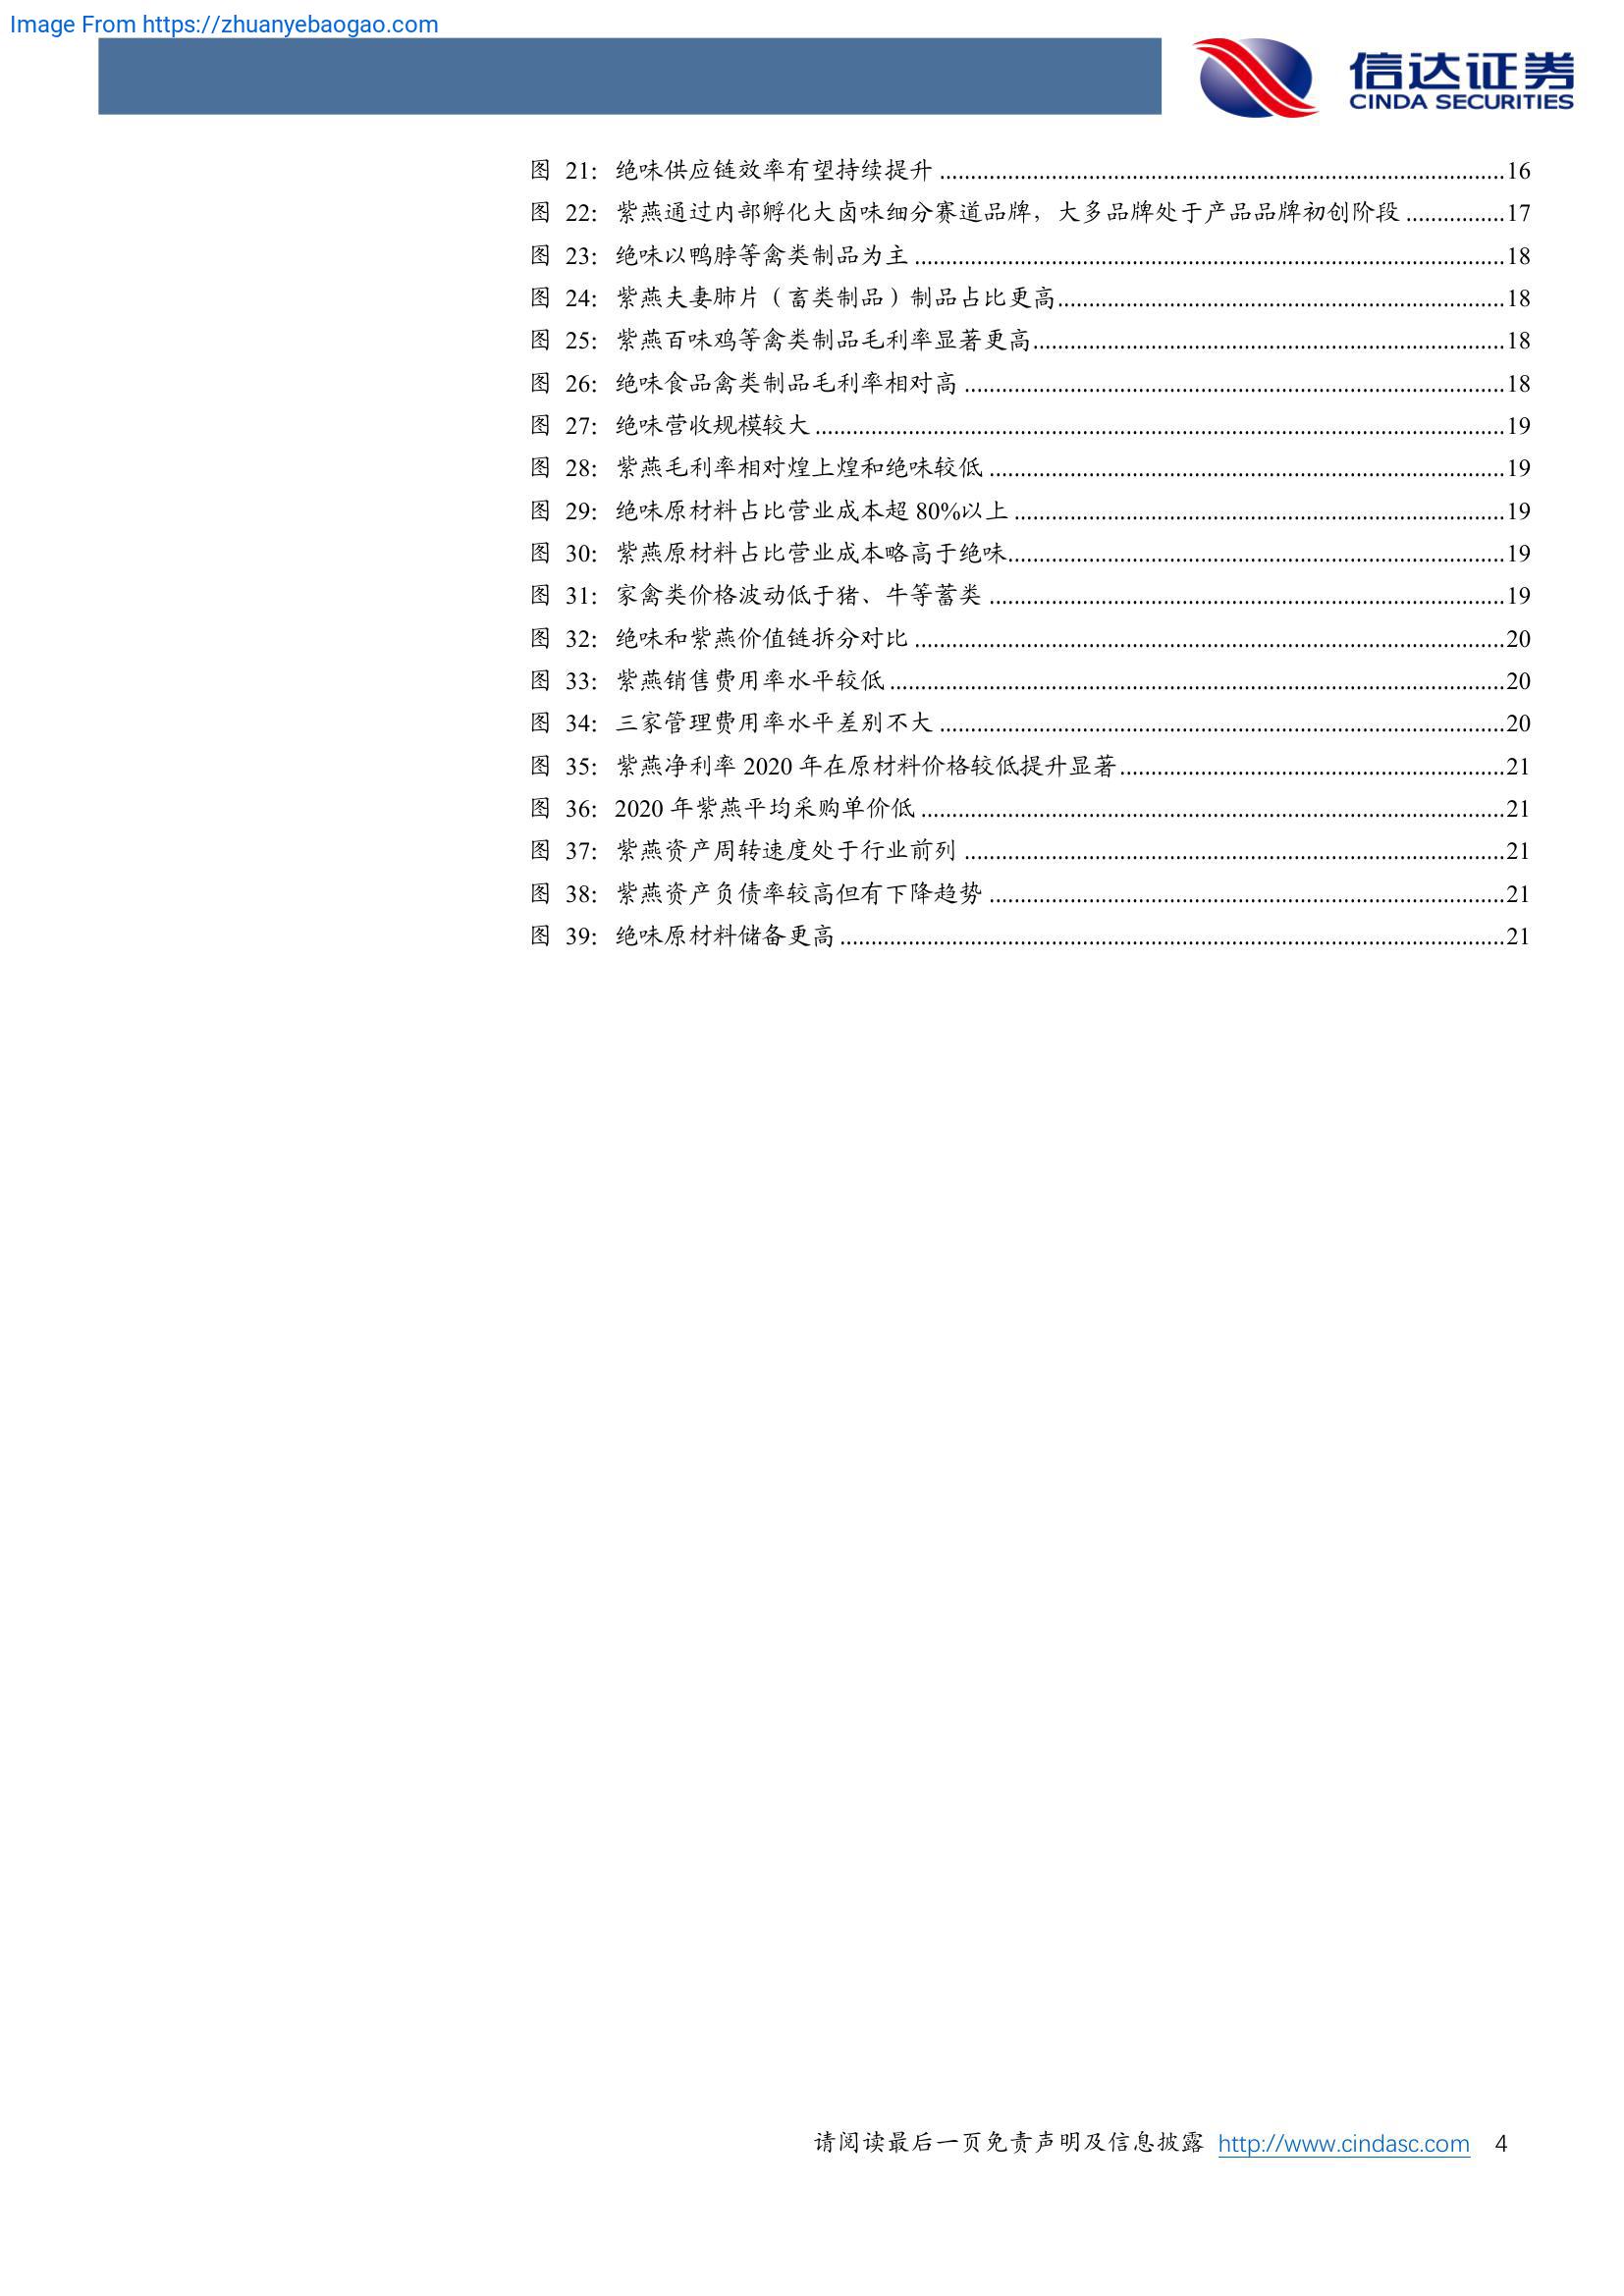 Image From https://zhuanyebaogao.com
信达证券
CINDA SECURITIES
图 21：绝味供应链效率有望持续提升 ........16
图 22：紫燕通过内部孵化大卤味细分赛道品牌，大多品牌处于产品品牌初创阶段 ........17
图 23：绝味以鸭脖等禽类制品为主 ........18
图 24：紫燕夫妻肺片（畜类制品）制品占比更高........18
图 25：紫燕百味鸡等禽类制品毛利率显著更高........18
图 26：绝味食品禽类制品毛利率相对高 ........18
图 27：绝味营收规模较大 ........19
图 28：紫燕毛利率相对煌上煌和绝味较低 ........19
图 29：绝味原材料占比营业成本超 80%以上 ........19
图 30：紫燕原材料占比营业成本略高于绝味........19
图 31：家禽类价格波动低于猪、牛等蓄类 ........19
图 32：绝味和紫燕价值链拆分对比 ........20
图 33：紫燕销售费用率水平较低 ........20
图 34：三家管理费用率水平差别不大 ........20
图 35：紫燕净利率 2020 年在原材料价格较低提升显著........21
图 36：2020 年紫燕平均采购单价低 ........21
图 37：紫燕资产周转速度处于行业前列 ........21
图 38：紫燕资产负债率较高但有下降趋势 ........21
图 39：绝味原材料储备更高 ........21
请阅读最后一页免责声明及信息披露 http://www.cindasc.com 4